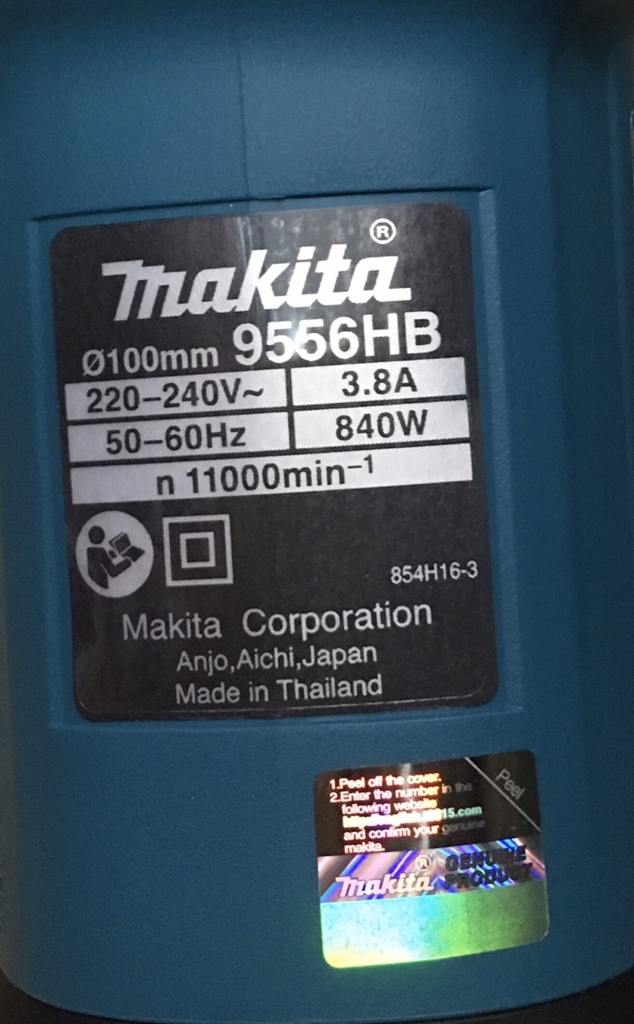 makita®
Ø100mm 9556HB
220–240V~ 3.8A
50–60Hz 840W
n 11000min⁻¹
854H16-3
Makita Corporation
Anjo,Aichi,Japan
Made in Thailand
Peel
1.Peel off the cover.
2.Enter the number in the
following website
and confirm your genuine
makita.
makita®
GENUINE
PRODUCT